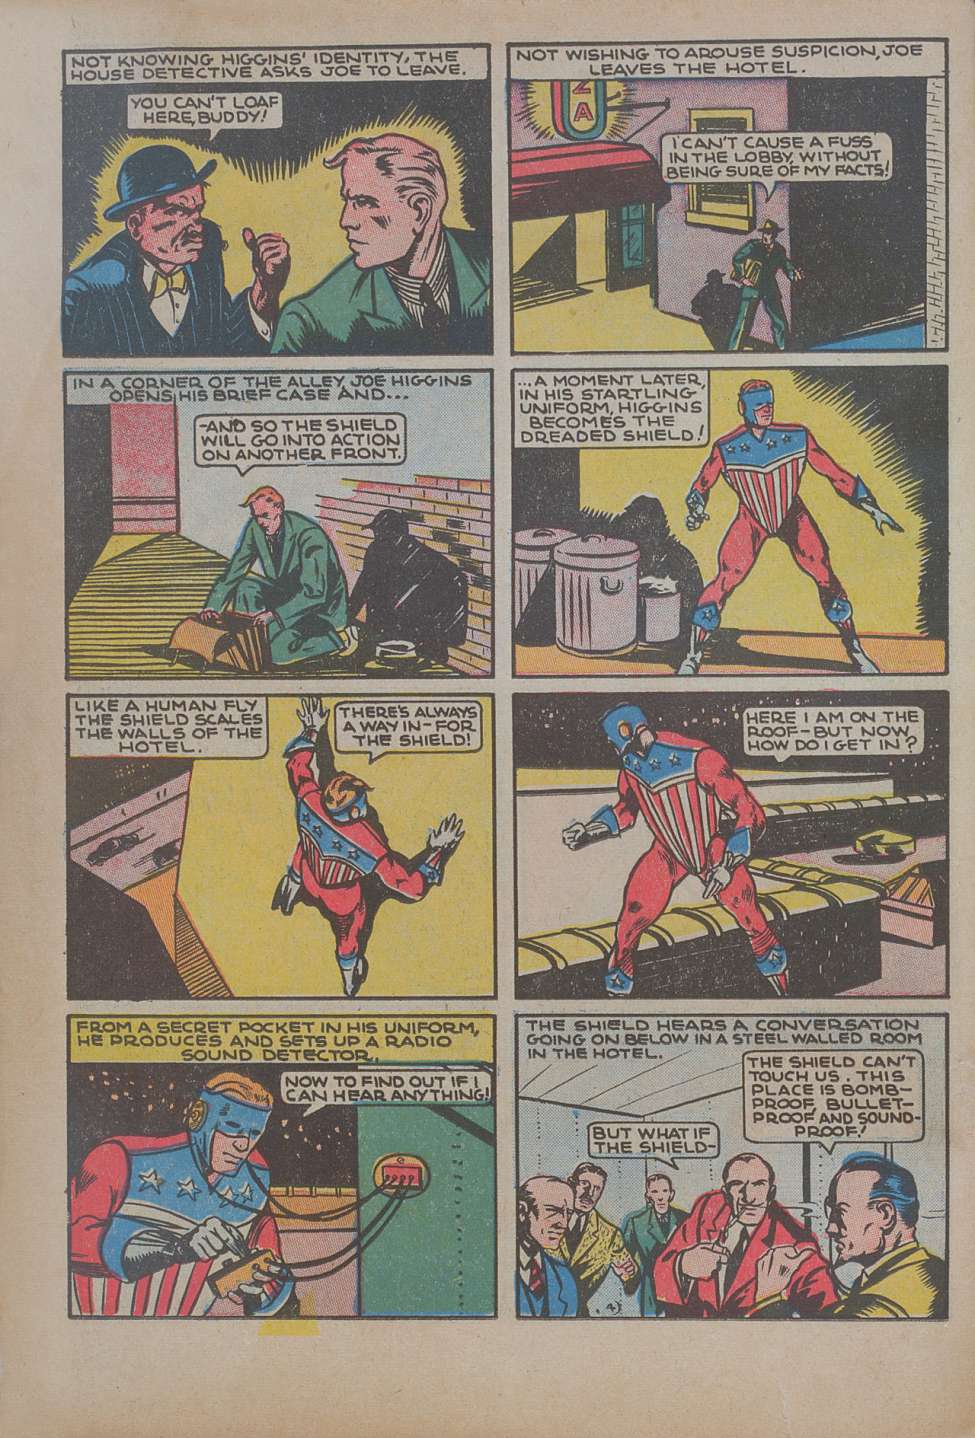 NOT KNOWING HIGGINS' IDENTITY, THE
HOUSE DETECTIVE ASKS JOE TO LEAVE.
YOU CAN'T LOAF
HERE, BUDDY!
NOT WISHING TO AROUSE SUSPICION, JOE
LEAVES THE HOTEL.
ZA
I CAN'T CAUSE A FUSS
IN THE LOBBY, WITHOUT
BEING SURE OF MY FACTS!
IN A CORNER OF THE ALLEY, JOE HIGGINS
OPENS HIS BRIEF CASE AND...
-AND SO THE SHIELD
WILL GO INTO ACTION
ON ANOTHER FRONT.
...A MOMENT LATER,
IN HIS STARTLING
UNIFORM, HIGGINS
BECOMES THE
DREADED SHIELD!
LIKE A HUMAN FLY
THE SHIELD SCALES
THE WALLS OF THE
HOTEL.
THERE'S ALWAYS
A WAY IN-FOR
THE SHIELD!
HERE I AM ON THE
ROOF-BUT NOW,
HOW DO I GET IN?
FROM A SECRET POCKET IN HIS UNIFORM,
HE PRODUCES AND SETS UP A RADIO
SOUND DETECTOR.
NOW TO FIND OUT IF I
CAN HEAR ANYTHING!
THE SHIELD HEARS A CONVERSATION
GOING ON BELOW IN A STEEL WALLED ROOM
IN THE HOTEL.
BUT WHAT IF
THE SHIELD-
THE SHIELD CAN'T
TOUCH US. THIS
PLACE IS BOMB-
PROOF BULLET-
PROOF AND SOUND-
PROOF!
4